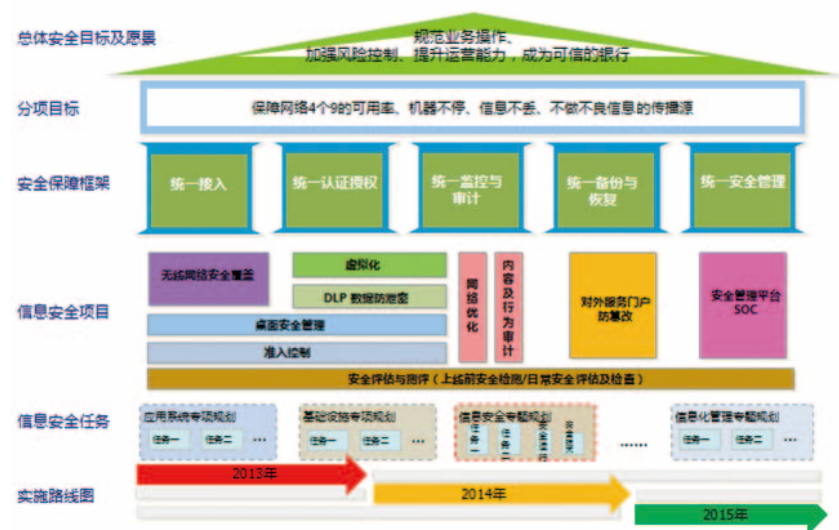 总体安全目标及愿景
规范业务操作、
加强风险控制、提升运营能力，成为可信的银行
分项目标
保障网络4个9的可用率、机器不停、信息不丢、不做不良信息的传播源
安全保障框架
统一接入
统一认证授权
统一监控与
审计
统一备份与
恢复
统一安全管理
信息安全项目
无线网络安全覆盖
虚拟化
DLP 数据防泄密
桌面安全管理
准入控制
网络优化
内容及行为审计
对外服务门户
防篡改
安全管理平台
SOC
安全评估与测评（上线前安全检测/日常安全评估及检查）
信息安全任务
应用系统专项规划
任务一
任务二
...
基础设施专项规划
任务一
任务二
...
信息安全专题规划
任务一
任务二
安全运行
......
信息化管理专题规划
任务一
任务二
...
实施路线图
2013年
2014年
2015年